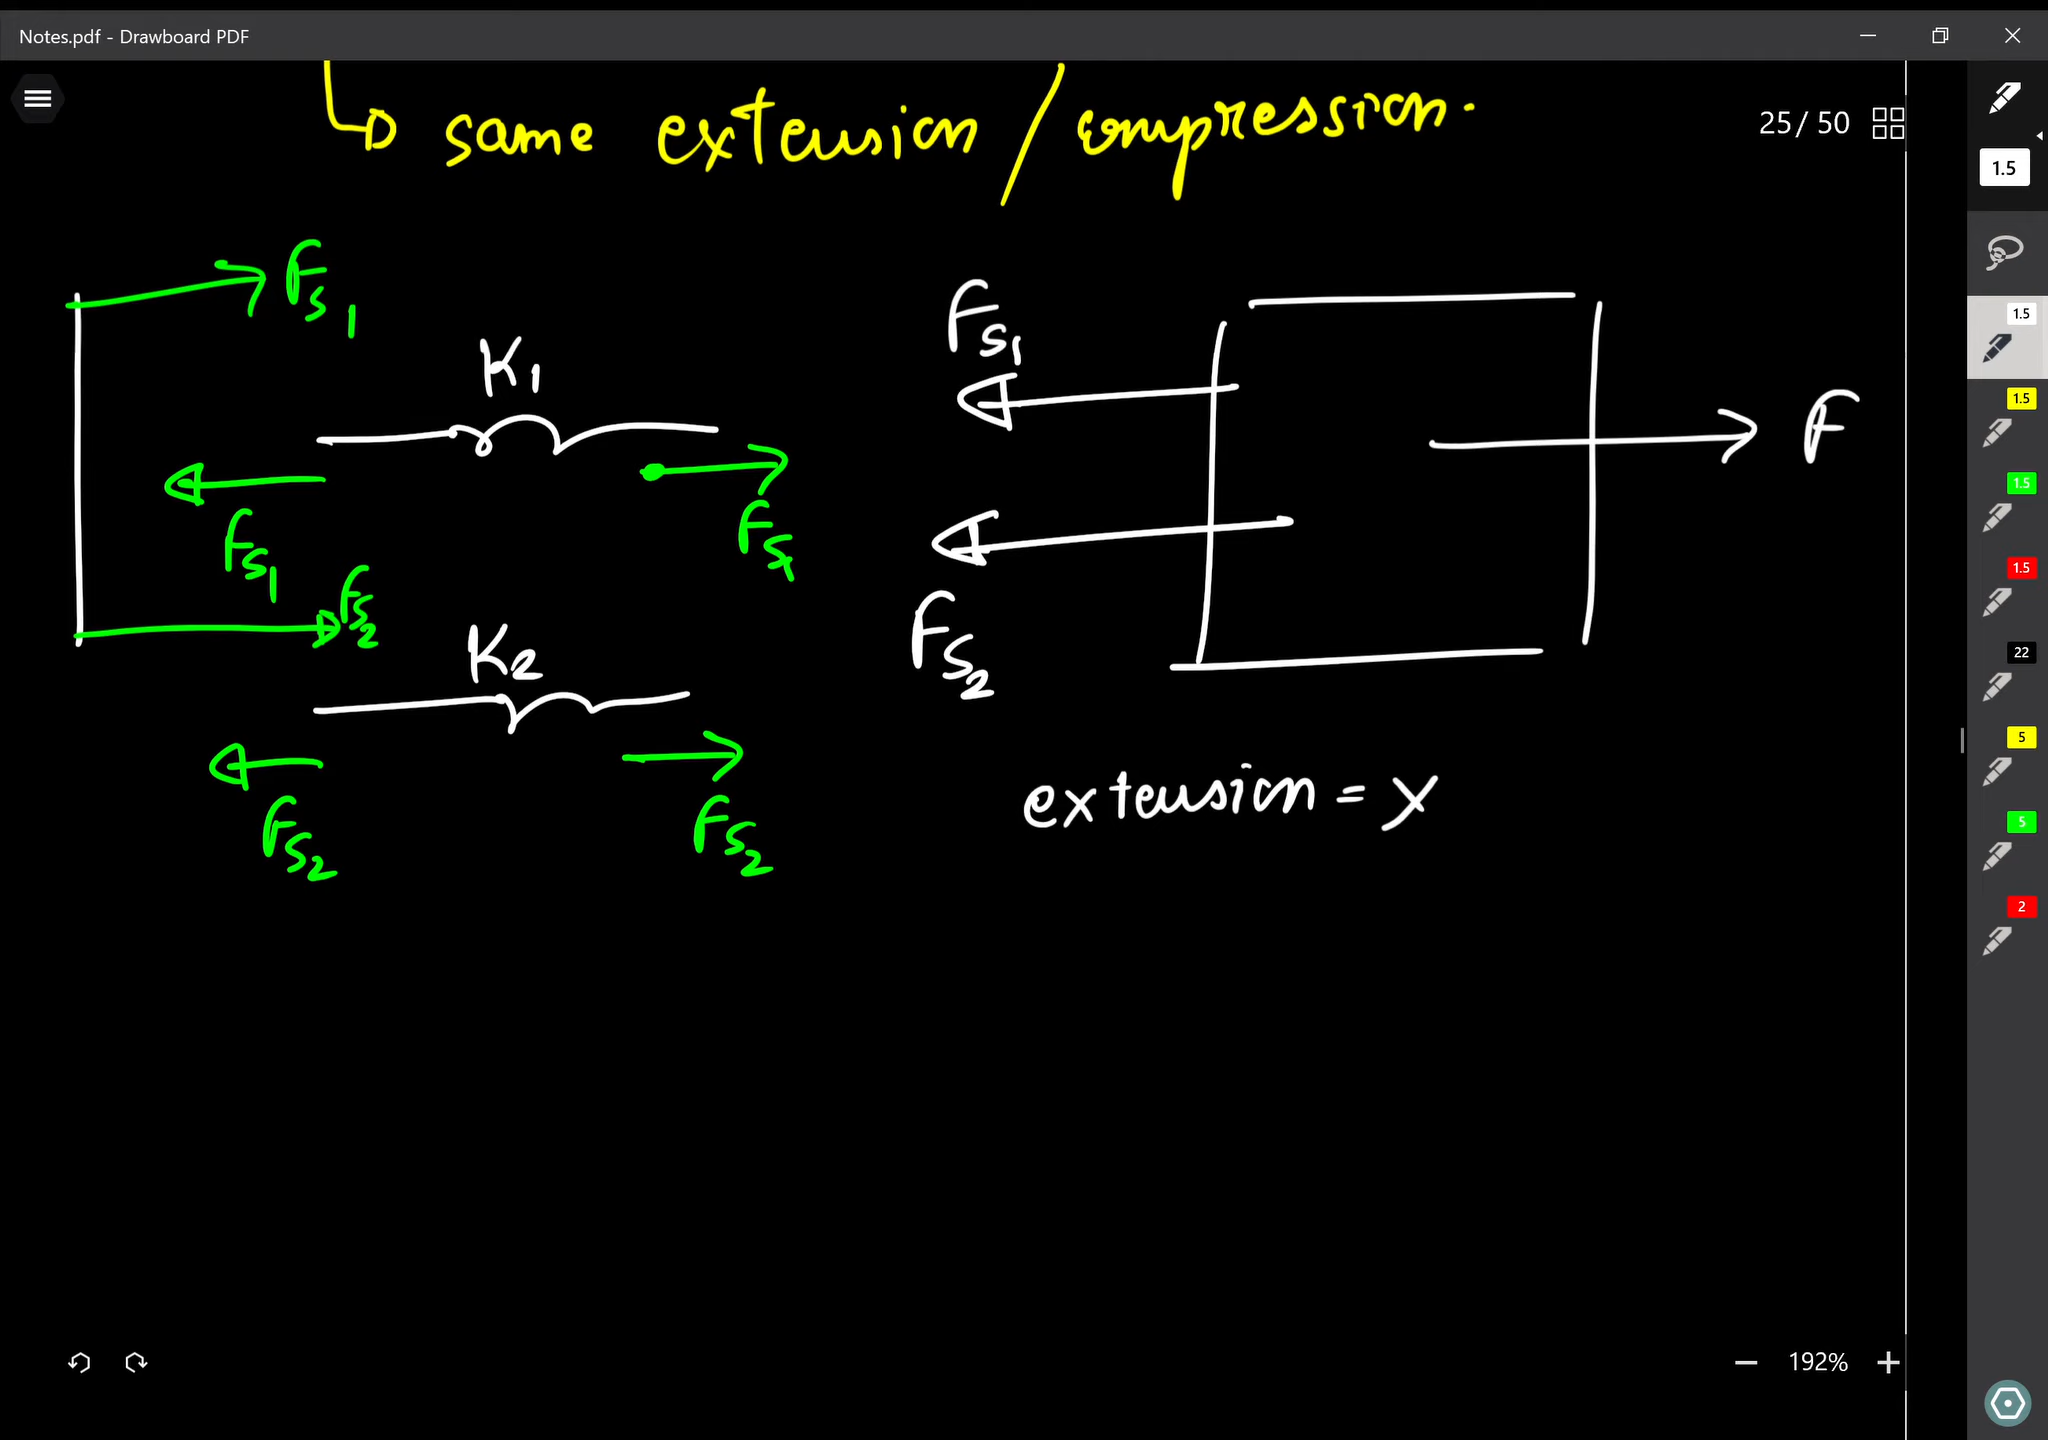 Notes.pdf - Drawboard PDF
same extension / compression.
25 / 50
1.5
Fs1
Fs1
K1
1.5
F
1.5
Fs1
Fs1
1.5
Fs2
1.5
K2
Fs2
22
5
Fs2
Fs2
extension = x
5
2
192%